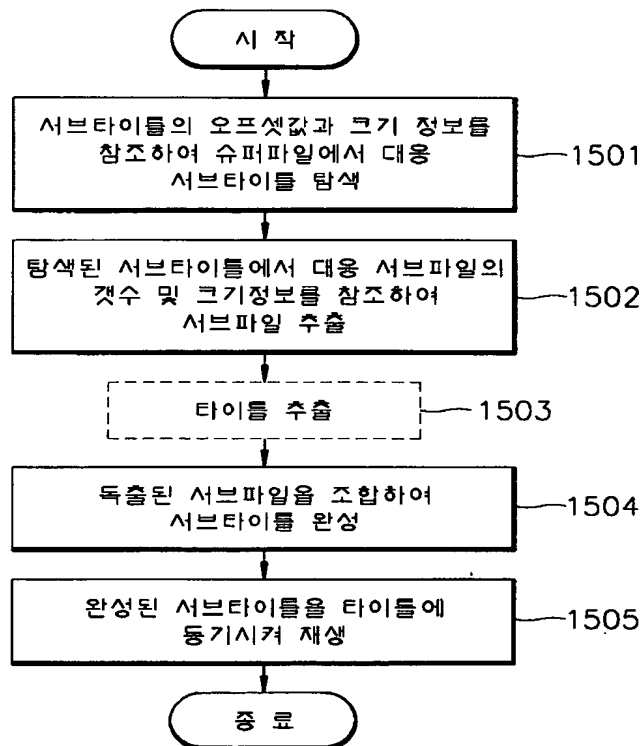 시 작
서브타이틀의 오프셋값과 크기 정보를
참조하여 슈퍼파일에서 대응
서브타이틀 탐색
1501
탐색된 서브타이틀에서 대응 서브파일의
갯수 및 크기정보를 참조하여
서브파일 추출
1502
타이틀 추출
1503
독출된 서브파일을 조합하여
서브타이틀 완성
1504
완성된 서브타이틀을 타이틀에
동기시켜 재생
1505
종 료